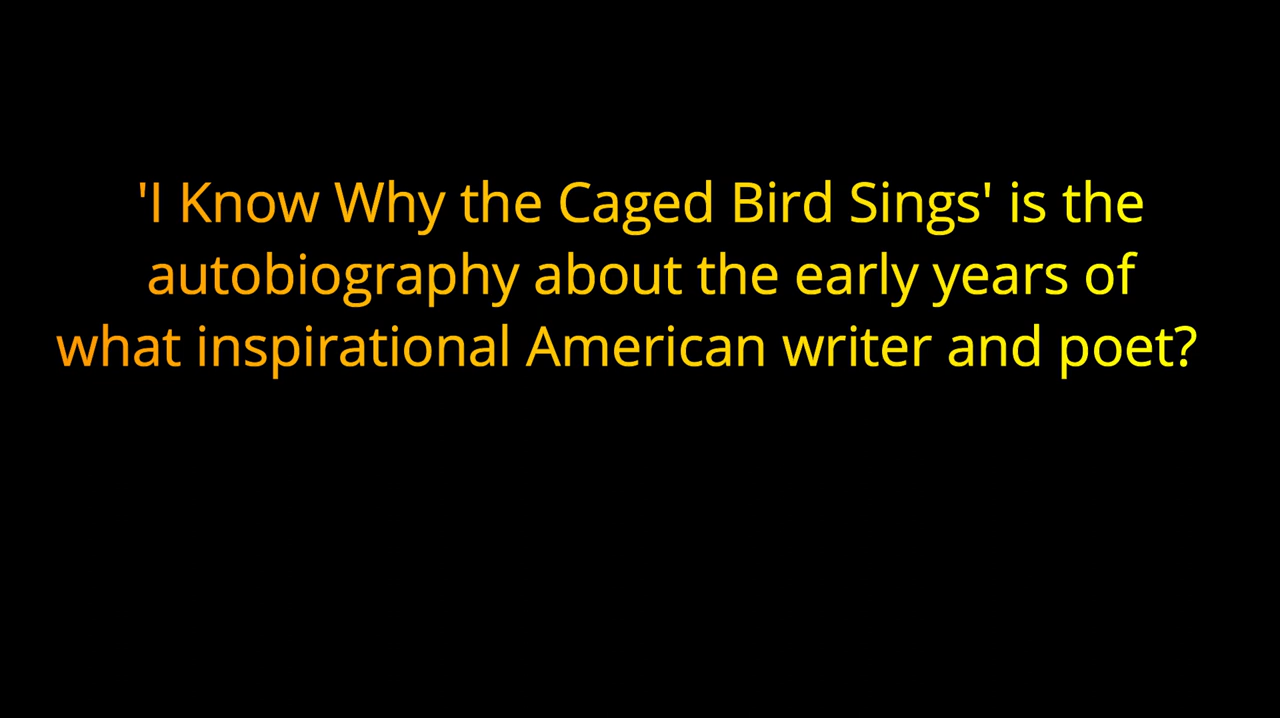 'I Know Why the Caged Bird Sings' is the
autobiography about the early years of
what inspirational American writer and poet?